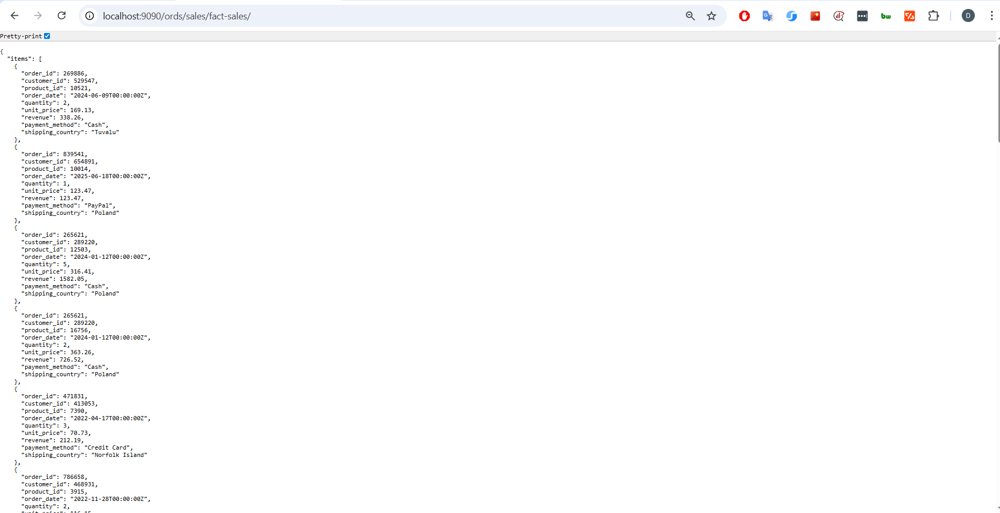 localhost:9090/ords/sales/fact-sales/
bw
D
Pretty-print
{
  "items": [
    {
      "order_id": 269886,
      "customer_id": 529547,
      "product_id": 10521,
      "order_date": "2024-06-09T00:00:00Z",
      "quantity": 2,
      "unit_price": 169.13,
      "revenue": 338.26,
      "payment_method": "Cash",
      "shipping_country": "Tuvalu"
    },
    {
      "order_id": 839541,
      "customer_id": 654891,
      "product_id": 10014,
      "order_date": "2025-06-18T00:00:00Z",
      "quantity": 1,
      "unit_price": 123.47,
      "revenue": 123.47,
      "payment_method": "PayPal",
      "shipping_country": "Poland"
    },
    {
      "order_id": 265621,
      "customer_id": 289220,
      "product_id": 12503,
      "order_date": "2024-01-12T00:00:00Z",
      "quantity": 5,
      "unit_price": 316.41,
      "revenue": 1582.05,
      "payment_method": "Cash",
      "shipping_country": "Poland"
    },
    {
      "order_id": 265621,
      "customer_id": 289220,
      "product_id": 16756,
      "order_date": "2024-01-12T00:00:00Z",
      "quantity": 2,
      "unit_price": 363.26,
      "revenue": 726.52,
      "payment_method": "Cash",
      "shipping_country": "Poland"
    },
    {
      "order_id": 471831,
      "customer_id": 413053,
      "product_id": 7390,
      "order_date": "2022-04-17T00:00:00Z",
      "quantity": 3,
      "unit_price": 70.73,
      "revenue": 212.19,
      "payment_method": "Credit Card",
      "shipping_country": "Norfolk Island"
    },
    {
      "order_id": 786658,
      "customer_id": 468931,
      "product_id": 3915,
      "order_date": "2022-11-28T00:00:00Z",
      "quantity": 2,